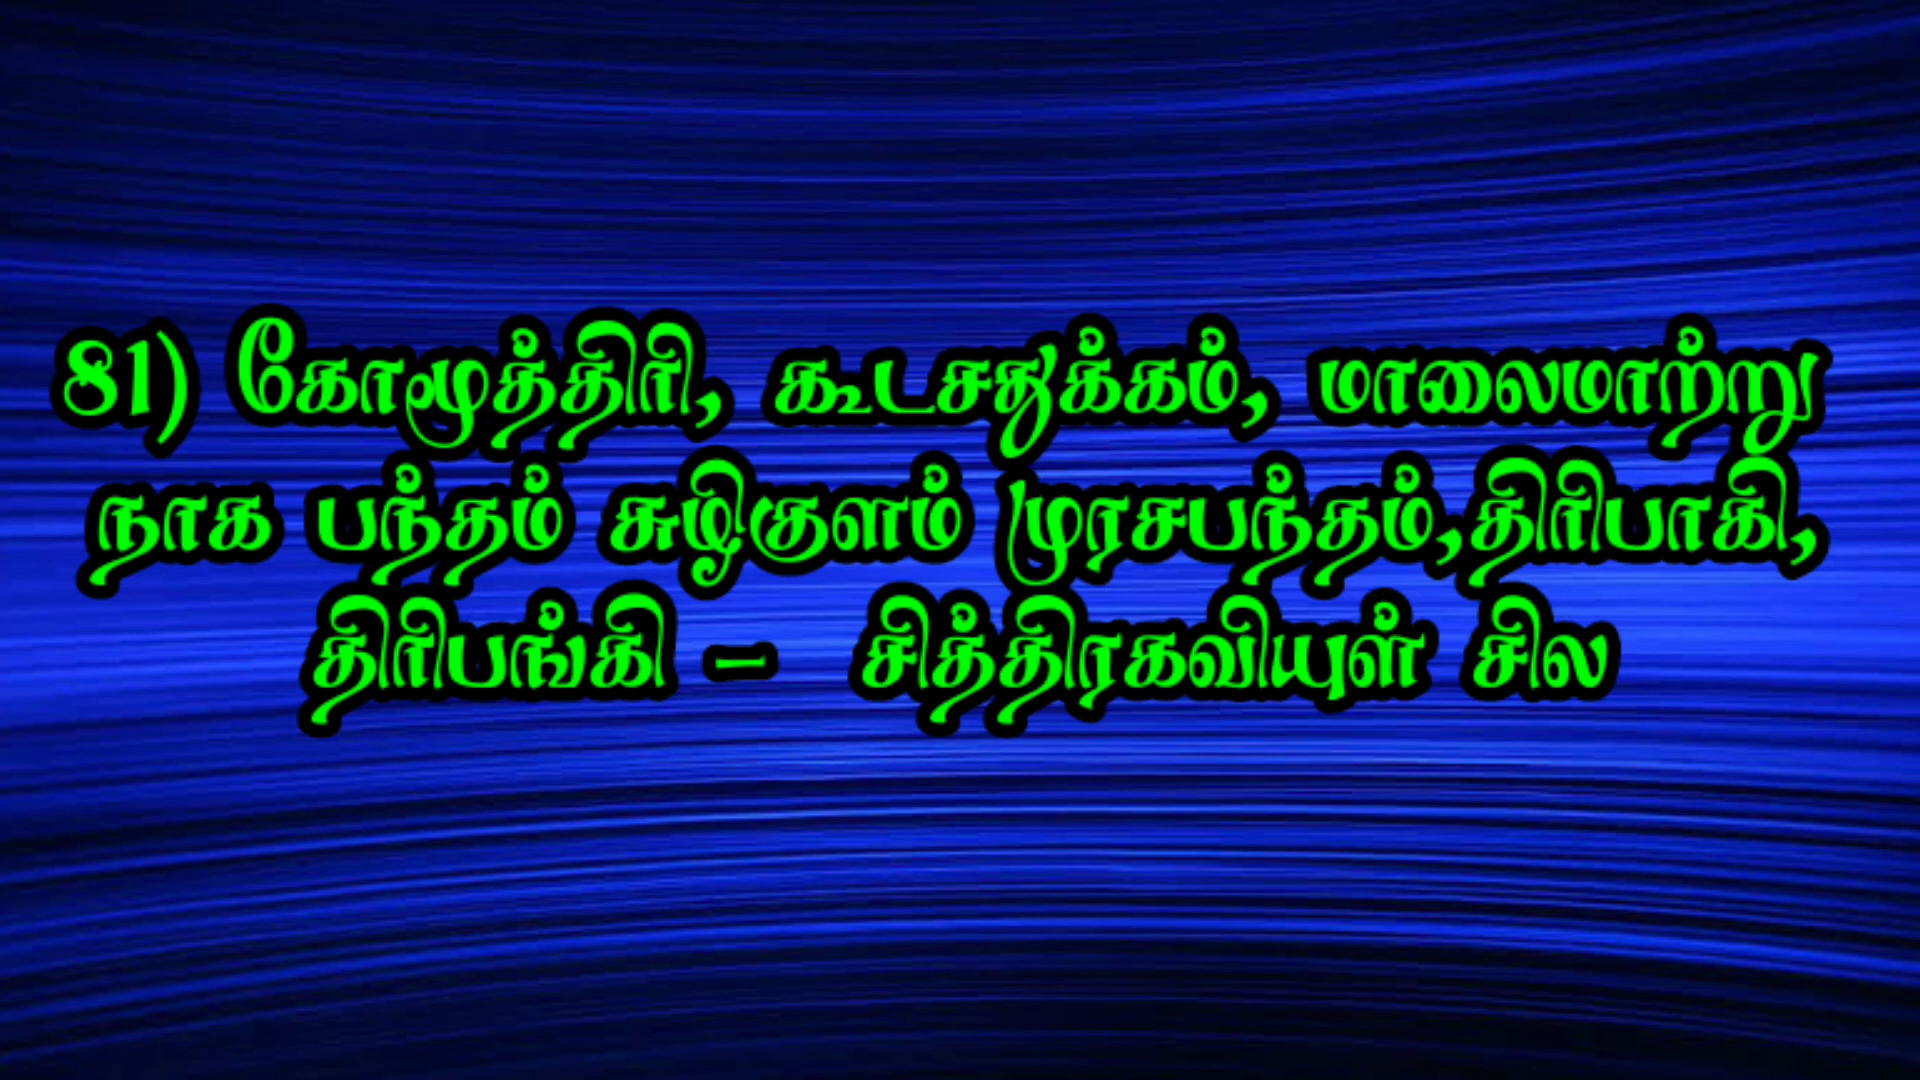 81) கோமூத்திரி, கூடசதுக்கம், மாலைமாற்று
நாக பந்தம் சுழிகுளம் முரசபந்தம்,திரிபாகி,
திரிபங்கி – சித்திரகவியுள் சில